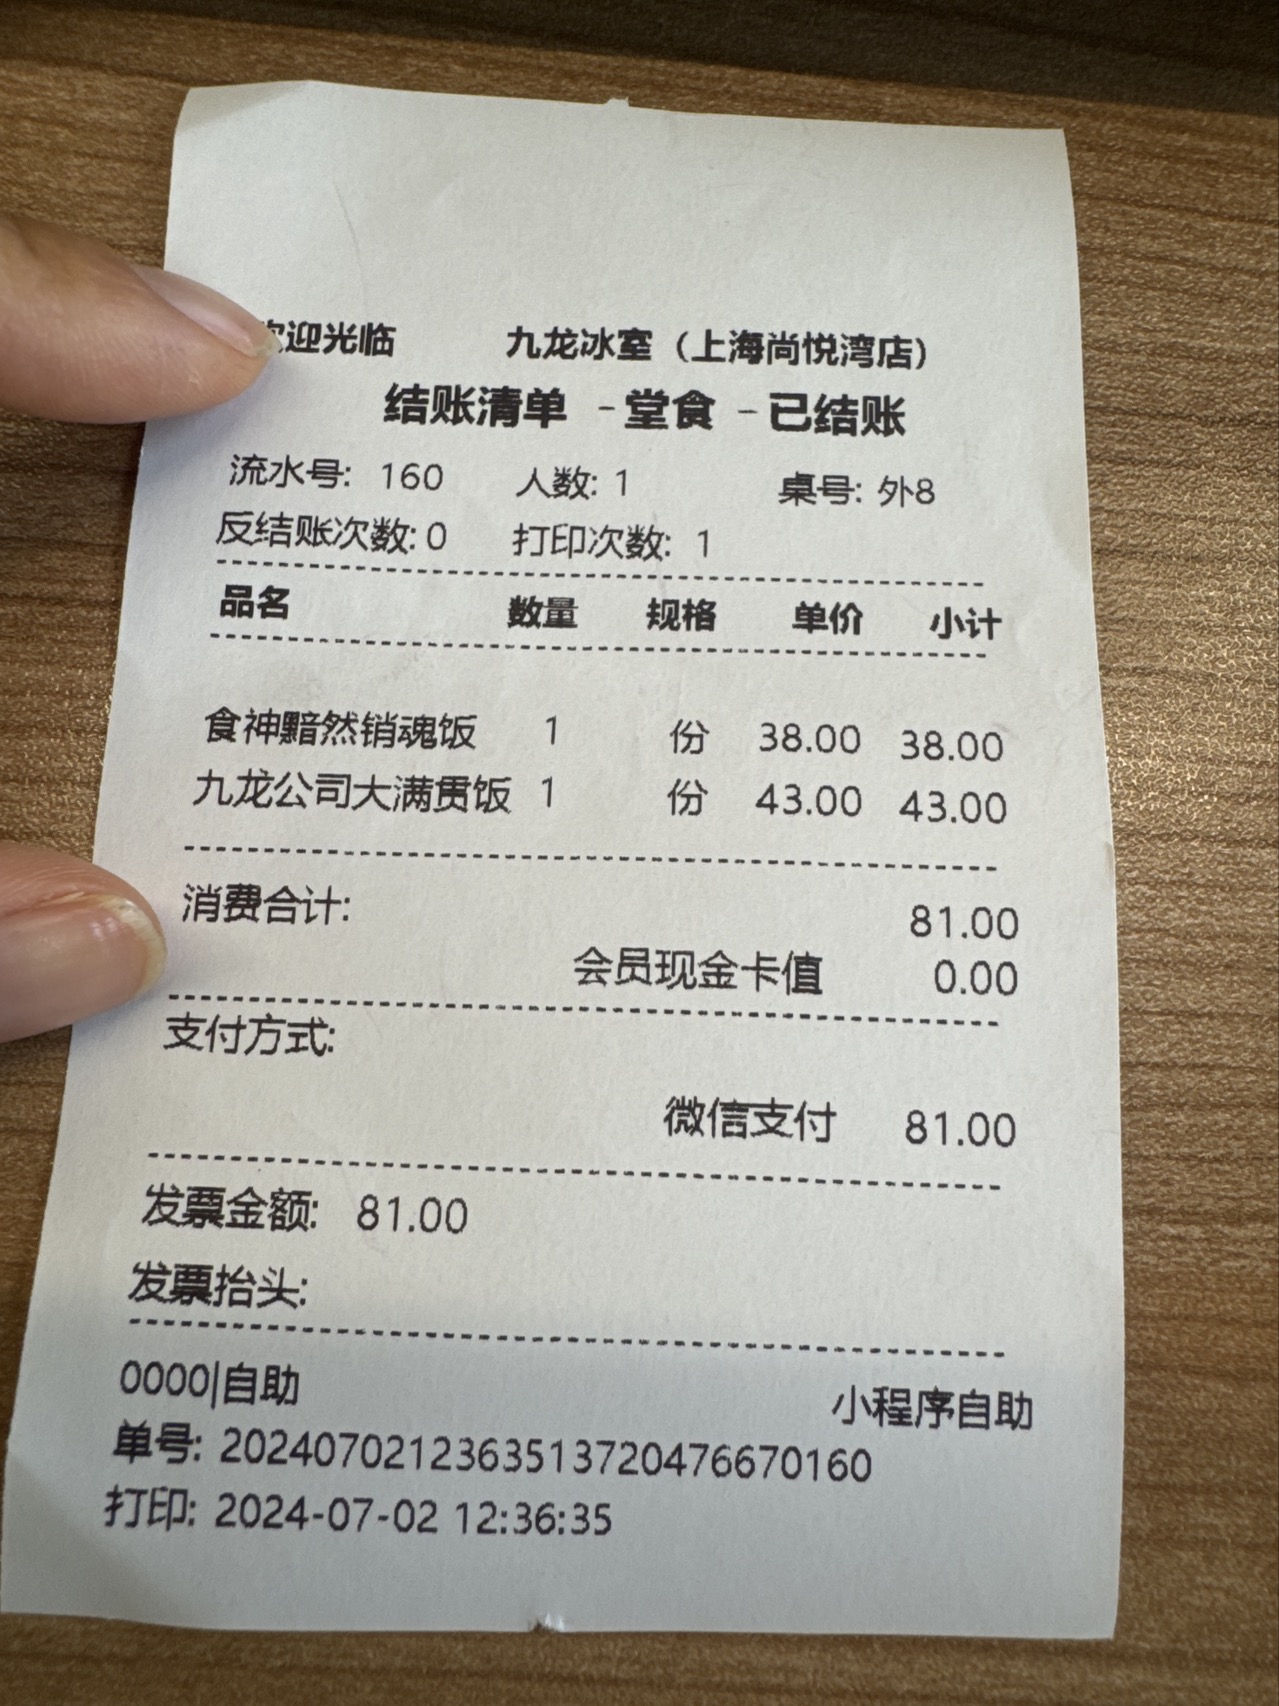 迎光临 九龙冰室（上海尚悦湾店）
结账清单 -堂食 -已结账
流水号: 160 人数: 1 桌号: 外8
反结账次数: 0 打印次数: 1
品名 数量 规格 单价 小计
食神黯然销魂饭 1 份 38.00 38.00
九龙公司大满贯饭 1 份 43.00 43.00
消费合计: 81.00
会员现金卡值 0.00
支付方式:
微信支付 81.00
发票金额: 81.00
发票抬头:
0000|自助 小程序自助
单号: 20240702123635137204766​70160
打印: 2024-07-02 12:36:35